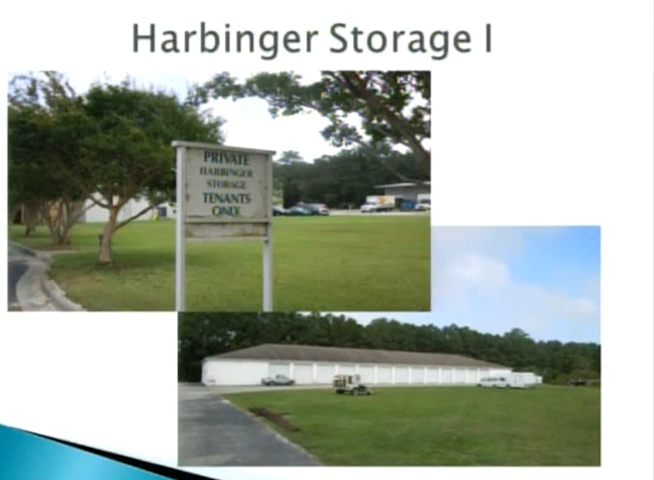 Harbinger Storage I
PRIVATE
HARBINGER
STORAGE
TENANTS
ONLY